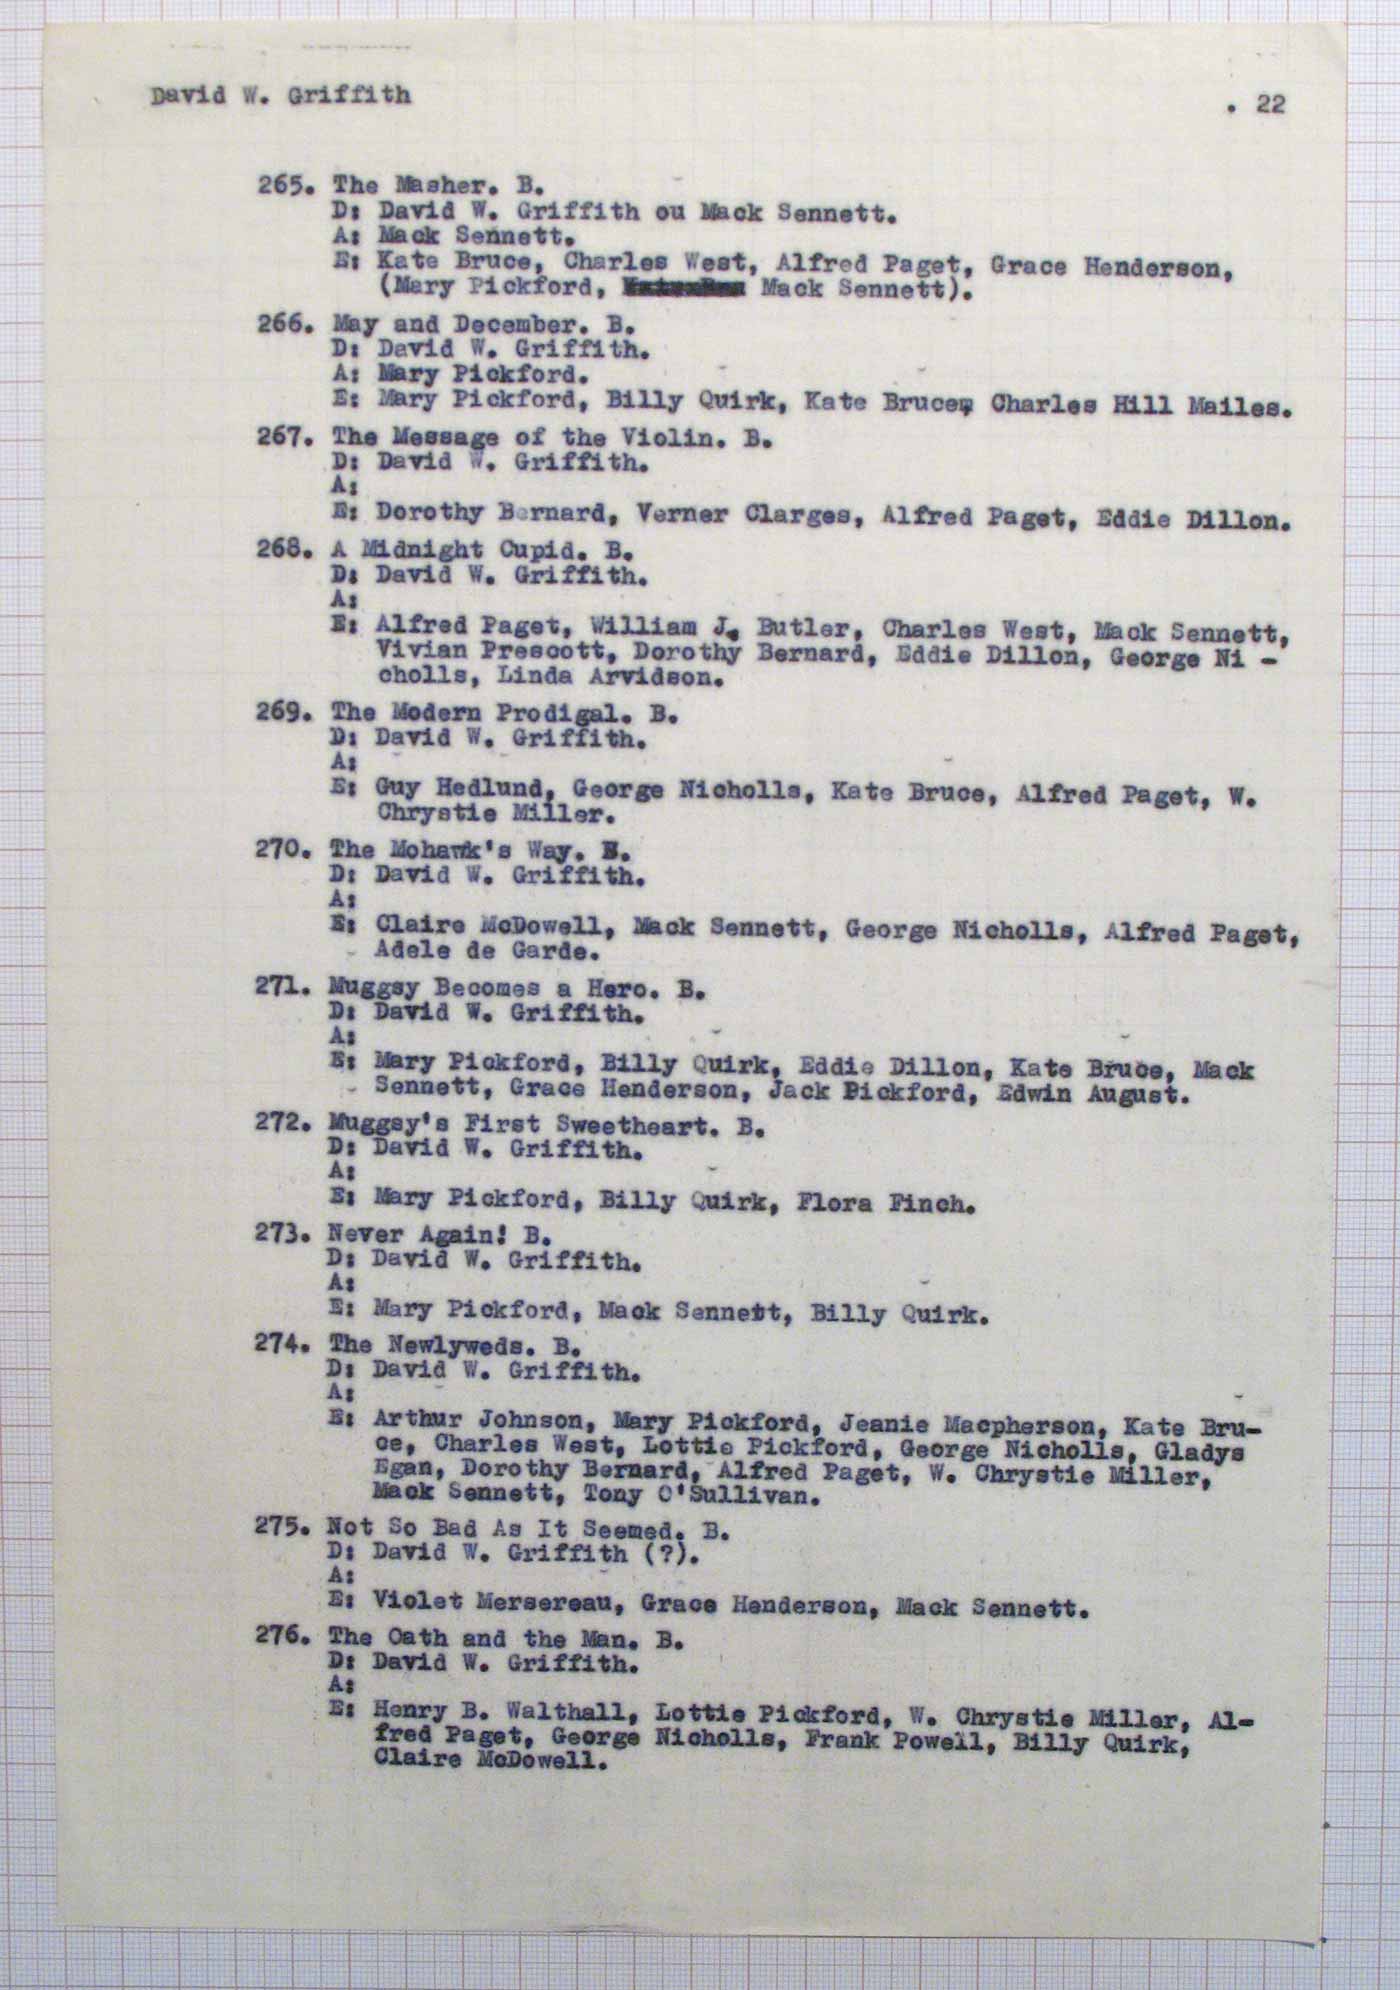 David W. Griffith
. 22
265. The Masher. B.
D: David W. Griffith ou Mack Sennett.
A: Mack Sennett.
E: Kate Bruce, Charles West, Alfred Paget, Grace Henderson,
(Mary Pickford, Mack Sennett).
266. May and December. B.
D: David W. Griffith.
A: Mary Pickford.
E: Mary Pickford, Billy Quirk, Kate Bruce, Charles Hill Mailes.
267. The Message of the Violin. B.
D: David W. Griffith.
A:
E: Dorothy Bernard, Verner Clarges, Alfred Paget, Eddie Dillon.
268. A Midnight Cupid. B.
D: David W. Griffith.
A:
E: Alfred Paget, William J. Butler, Charles West, Mack Sennett,
Vivian Prescott, Dorothy Bernard, Eddie Dillon, George Ni -
cholls, Linda Arvidson.
269. The Modern Prodigal. B.
D: David W. Griffith.
A:
E: Guy Hedlund, George Nicholls, Kate Bruce, Alfred Paget, W.
Chrystie Miller.
270. The Mohawk's Way. B.
D: David W. Griffith.
A:
E: Claire McDowell, Mack Sennett, George Nicholls, Alfred Paget,
Adele de Garde.
271. Muggsy Becomes a Hero. B.
D: David W. Griffith.
A:
E: Mary Pickford, Billy Quirk, Eddie Dillon, Kate Bruce, Mack
Sennett, Grace Henderson, Jack Pickford, Edwin August.
272. Muggsy's First Sweetheart. B.
D: David W. Griffith.
A:
E: Mary Pickford, Billy Quirk, Flora Finch.
273. Never Again! B.
D: David W. Griffith.
A:
E: Mary Pickford, Mack Sennett, Billy Quirk.
274. The Newlyweds. B.
D: David W. Griffith.
A:
E: Arthur Johnson, Mary Pickford, Jeanie Macpherson, Kate Bru-
ce, Charles West, Lottie Pickford, George Nicholls, Gladys
Egan, Dorothy Bernard, Alfred Paget, W. Chrystie Miller,
Mack Sennett, Tony O'Sullivan.
275. Not So Bad As It Seemed. B.
D: David W. Griffith (?).
A:
E: Violet Mersereau, Grace Henderson, Mack Sennett.
276. The Oath and the Man. B.
D: David W. Griffith.
A:
E: Henry B. Walthall, Lottie Pickford, W. Chrystie Miller, Al-
fred Paget, George Nicholls, Frank Powell, Billy Quirk,
Claire McDowell.